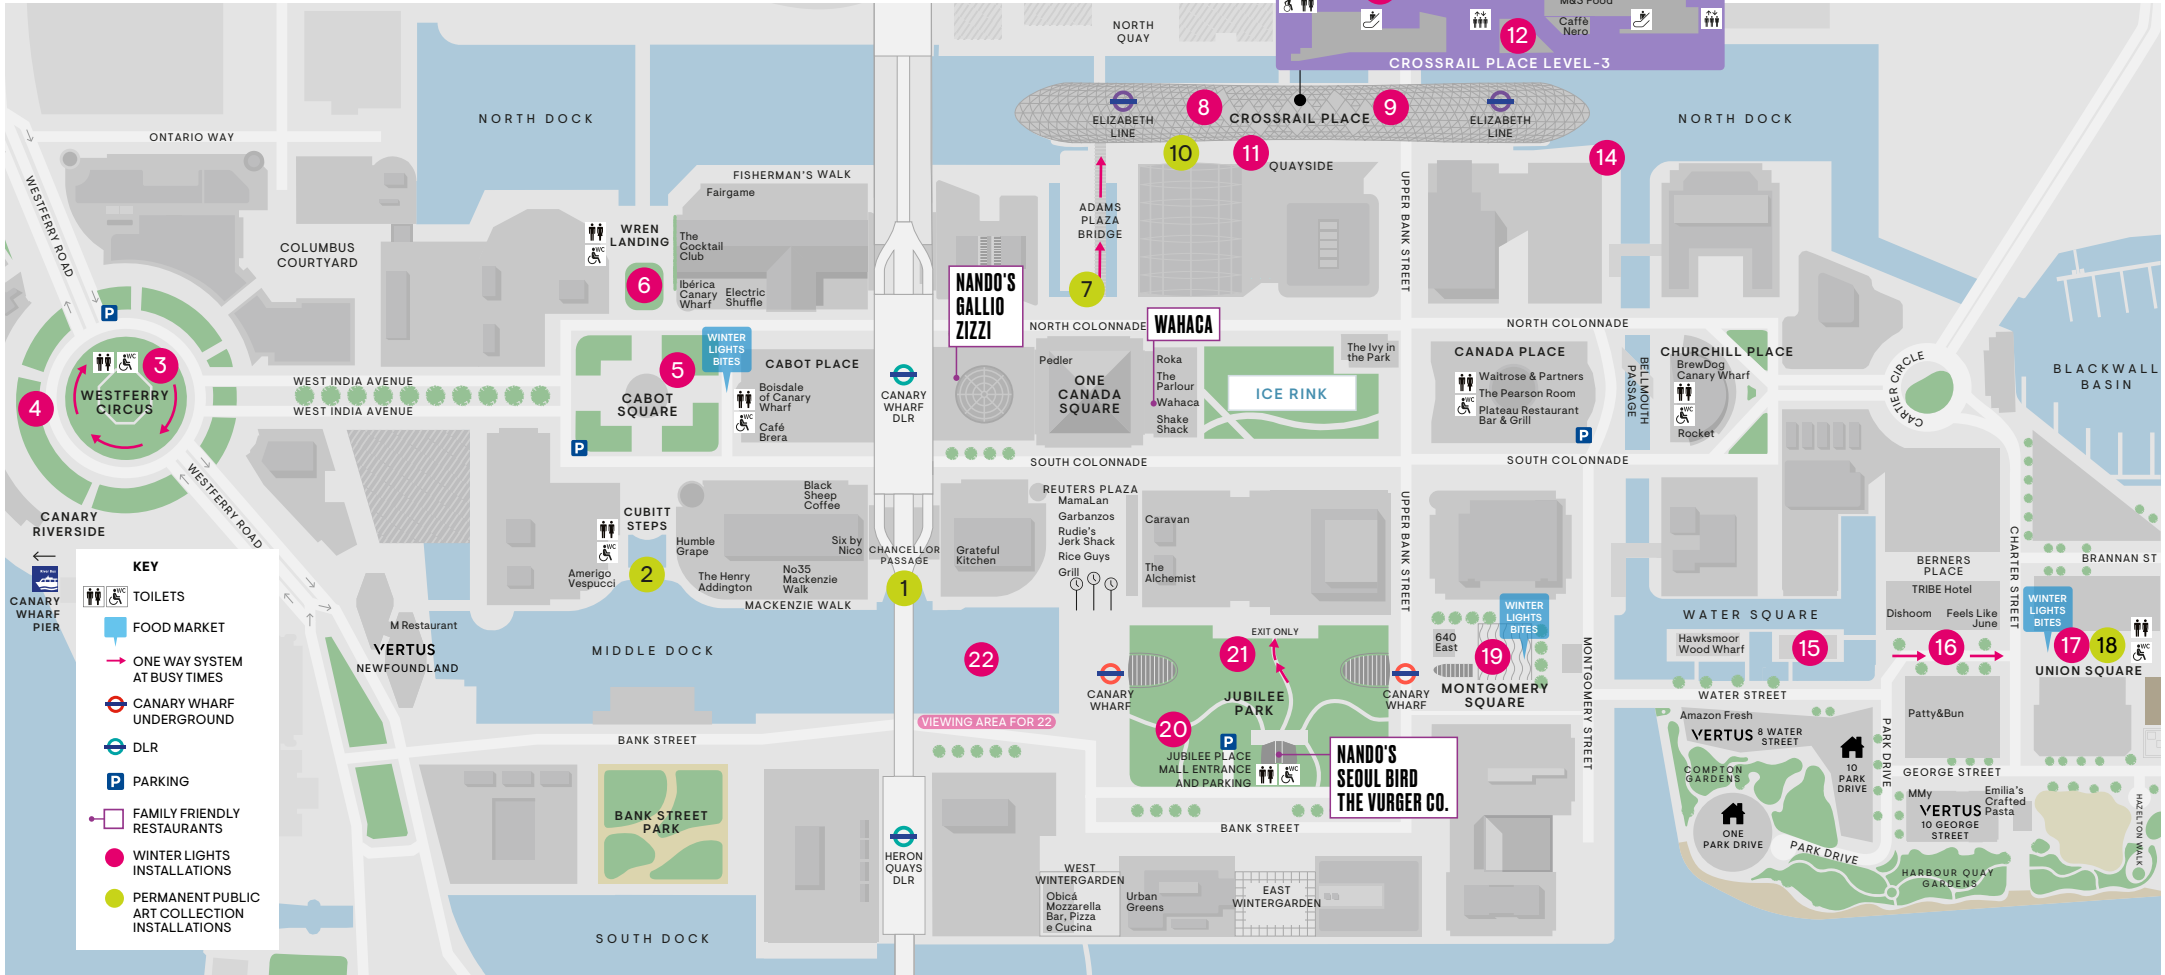 M&S Food
Caffè
Nero
12
CROSSRAIL PLACE LEVEL-3
NORTH
QUAY
NORTH DOCK
ELIZABETH
LINE
8
CROSSRAIL PLACE
9
ELIZABETH
LINE
NORTH DOCK
10
11
QUAYSIDE
14
ONTARIO WAY
WESTFERRY ROAD
COLUMBUS
COURTYARD
FISHERMAN'S WALK
Fairgame
WREN
LANDING
WC
The
Cocktail
Club
6
Ibérica
Canary
Wharf
Electric
Shuffle
ADAMS
PLAZA
BRIDGE
7
UPPER BANK STREET
NANDO'S
GALLIO
ZIZZI
NORTH COLONNADE
WAHACA
NORTH COLONNADE
P
WC
3
WESTFERRY
CIRCUS
4
WEST INDIA AVENUE
WEST INDIA AVENUE
5
CABOT
SQUARE
P
WINTER
LIGHTS
BITES
CABOT PLACE
WC
Boisdale
of Canary
Wharf
Café
Brera
CANARY
WHARF
DLR
Pedler
ONE
CANADA
SQUARE
Roka
The
Parlour
Wahaca
Shake
Shack
ICE RINK
The Ivy in
the Park
CANADA PLACE
WC
Waitrose & Partners
The Pearson Room
Plateau Restaurant
Bar & Grill
P
BELLMOUTH
PASSAGE
CHURCHILL PLACE
BrewDog
Canary Wharf
WC
Rocket
CARTIER CIRCLE
BLACKWALL
BASIN
SOUTH COLONNADE
SOUTH COLONNADE
WESTFERRY ROAD
CANARY
RIVERSIDE
River Bus
CANARY
WHARF
PIER
CUBITT
STEPS
WC
Amerigo
Vespucci
2
Black
Sheep
Coffee
Humble
Grape
Six by
Nico
The Henry
Addington
No35
Mackenzie
Walk
MACKENZIE WALK
CHANCELLOR
PASSAGE
1
Grateful
Kitchen
REUTERS PLAZA
MamaLan
Garbanzos
Rudie's
Jerk Shack
Rice Guys
Grill
Caravan
The
Alchemist
UPPER BANK STREET
CHARTER STREET
BRANNAN ST
BERNERS
PLACE
TRIBE Hotel
Dishoom
Feels Like
June
WATER SQUARE
Hawksmoor
Wood Wharf
15
16
WINTER
LIGHTS
BITES
17
18
WC
UNION SQUARE
KEY
WC
TOILETS
FOOD MARKET
ONE WAY SYSTEM
AT BUSY TIMES
CANARY WHARF
UNDERGROUND
DLR
P
PARKING
FAMILY FRIENDLY
RESTAURANTS
WINTER LIGHTS
INSTALLATIONS
PERMANENT PUBLIC
ART COLLECTION
INSTALLATIONS
M Restaurant
VERTUS
NEWFOUNDLAND
MIDDLE DOCK
22
VIEWING AREA FOR 22
BANK STREET
BANK STREET
PARK
SOUTH DOCK
HERON
QUAYS
DLR
EXIT ONLY
21
CANARY
WHARF
JUBILEE
PARK
CANARY
WHARF
20
P
JUBILEE PLACE
MALL ENTRANCE
AND PARKING
WC
NANDO'S
SEOUL BIRD
THE VURGER CO.
BANK STREET
WINTER
LIGHTS
BITES
640
East
19
MONTGOMERY
SQUARE
MONTGOMERY STREET
WATER STREET
Amazon Fresh
VERTUS 8 WATER
STREET
COMPTON
GARDENS
10
PARK
DRIVE
PARK DRIVE
ONE
PARK DRIVE
PARK DRIVE
Patty&Bun
GEORGE STREET
MMy
VERTUS
10 GEORGE
STREET
Emilia's
Crafted
Pasta
HAZELTON WALK
HARBOUR QUAY
GARDENS
WEST
WINTERGARDEN
Obicá
Mozzarella
Bar, Pizza
e Cucina
Urban
Greens
EAST
WINTERGARDEN